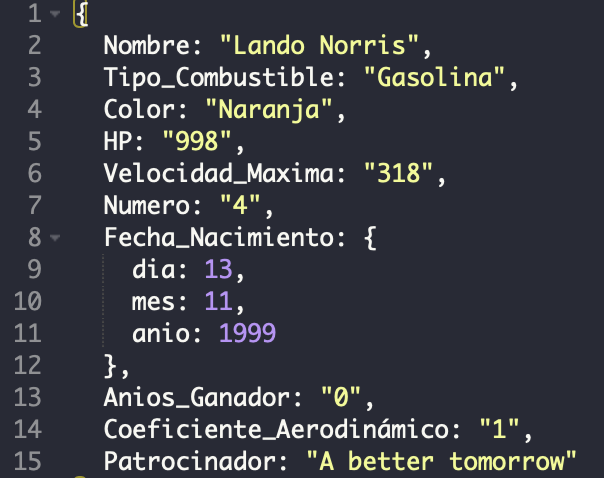 1 {
2 Nombre: "Lando Norris",
3 Tipo_Combustible: "Gasolina",
4 Color: "Naranja",
5 HP: "998",
6 Velocidad_Maxima: "318",
7 Numero: "4",
8 Fecha_Nacimiento: {
9 dia: 13,
10 mes: 11,
11 anio: 1999
12 },
13 Anios_Ganador: "0",
14 Coeficiente_Aerodinámico: "1",
15 Patrocinador: "A better tomorrow"